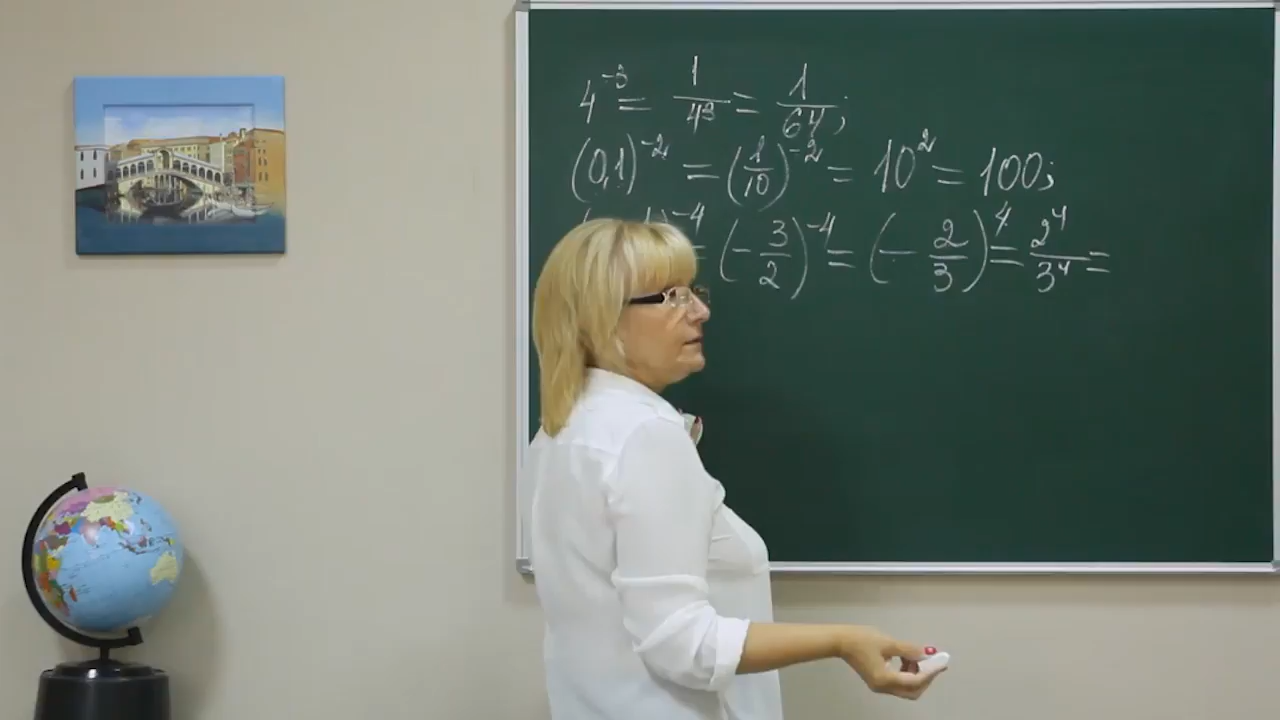 4⁻³ = 1/4³ = 1/64;
(0,1)⁻² = (1/10)⁻² = 10² = 100;
⁻⁴ = (-3/2)⁻⁴ = (-2/3)⁴ = 2⁴/3⁴ =